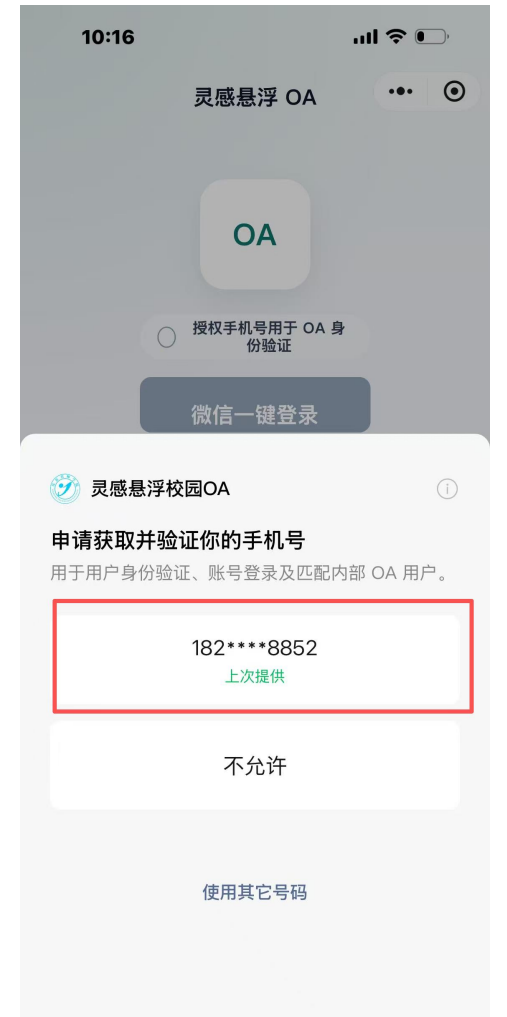 10:16
灵感悬浮 OA
OA
授权手机号用于 OA 身
份验证
微信一键登录
灵感悬浮校园OA
申请获取并验证你的手机号
用于用户身份验证、账号登录及匹配内部 OA 用户。
182****8852
上次提供
不允许
使用其它号码